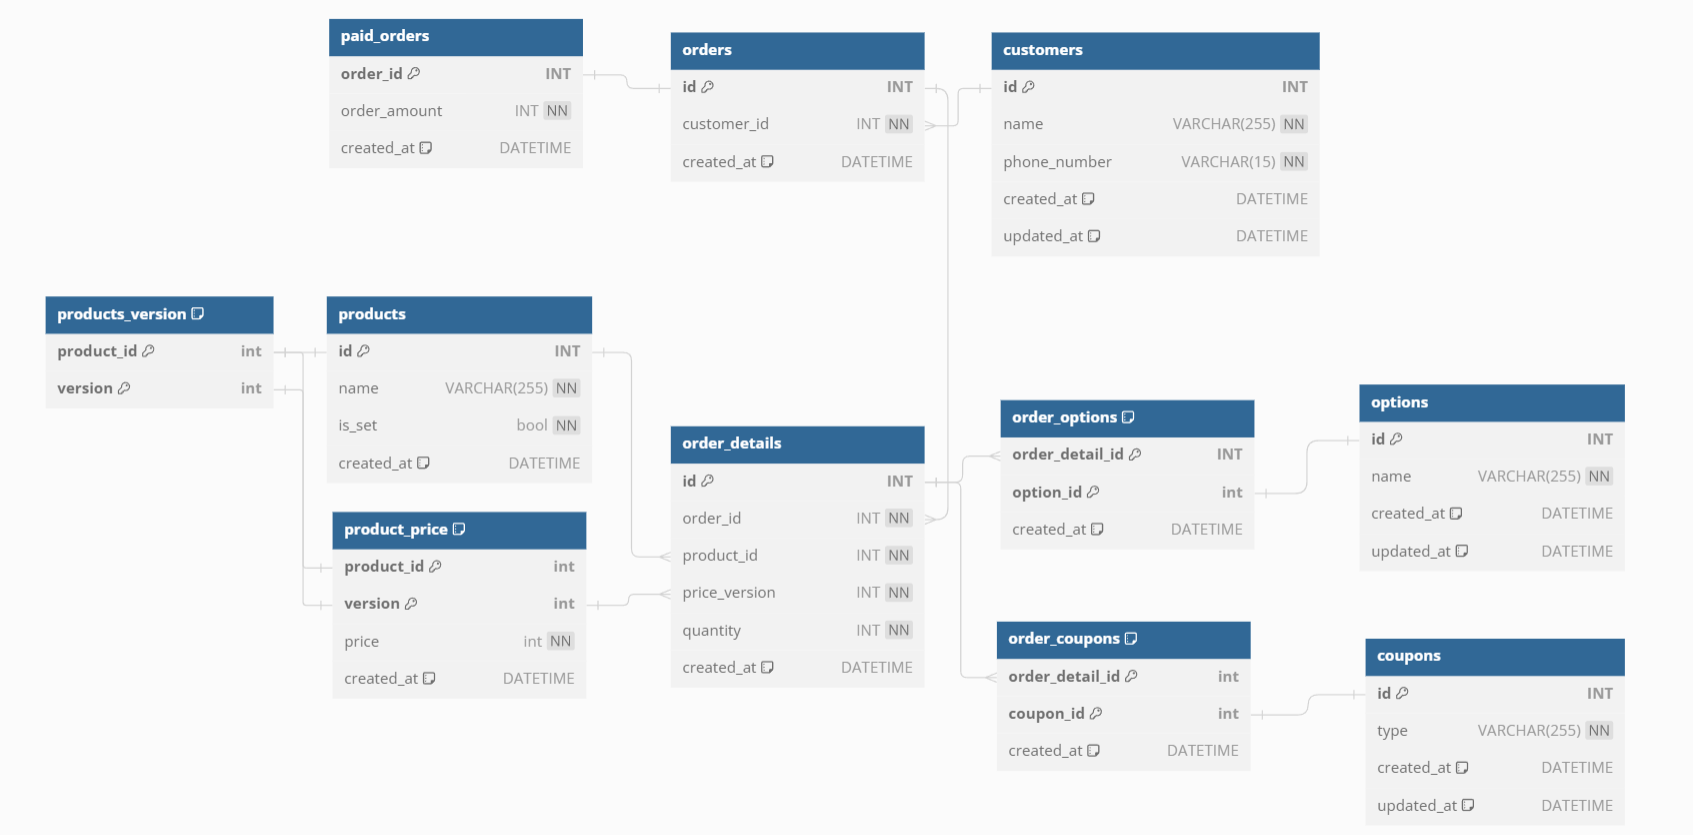 paid_orders
order_id INT
order_amount INT NN
created_at DATETIME
orders
id INT
customer_id INT NN
created_at DATETIME
customers
id INT
name VARCHAR(255) NN
phone_number VARCHAR(15) NN
created_at DATETIME
updated_at DATETIME
products_version
product_id int
version int
products
id INT
name VARCHAR(255) NN
is_set bool NN
created_at DATETIME
product_price
product_id int
version int
price int NN
created_at DATETIME
order_details
id INT
order_id INT NN
product_id INT NN
price_version INT NN
quantity INT NN
created_at DATETIME
order_options
order_detail_id INT
option_id int
created_at DATETIME
options
id INT
name VARCHAR(255) NN
created_at DATETIME
updated_at DATETIME
order_coupons
order_detail_id int
coupon_id int
created_at DATETIME
coupons
id INT
type VARCHAR(255) NN
created_at DATETIME
updated_at DATETIME